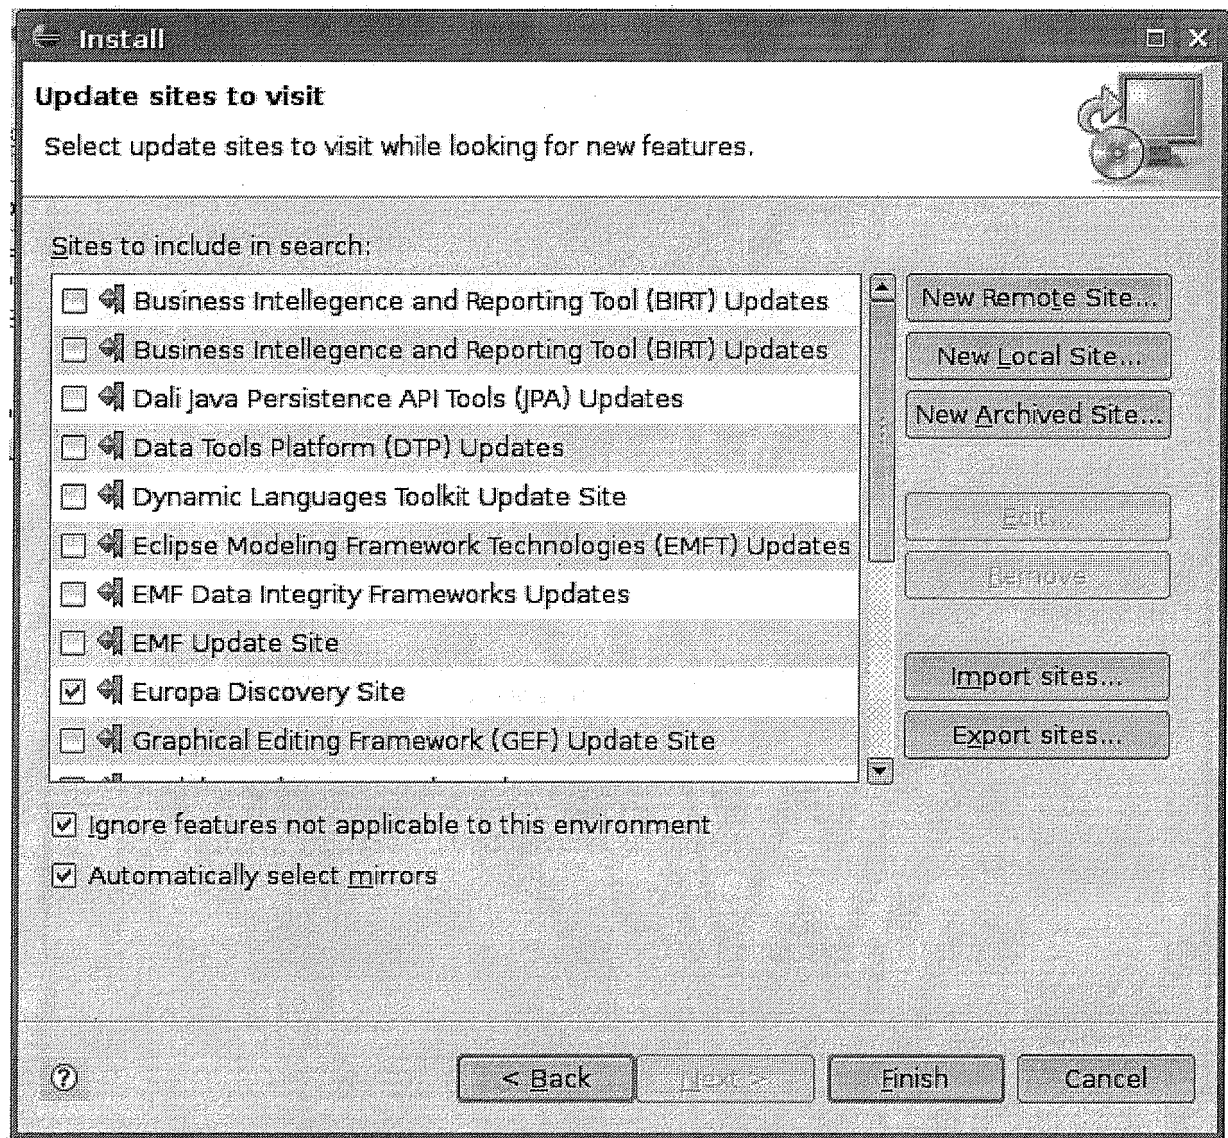 Install
Update sites to visit
Select update sites to visit while looking for new features.
Sites to include in search:
Business Intellegence and Reporting Tool (BIRT) Updates
Business Intellegence and Reporting Tool (BIRT) Updates
Dali Java Persistence API Tools (JPA) Updates
Data Tools Platform (DTP) Updates
Dynamic Languages Toolkit Update Site
Eclipse Modeling Framework Technologies (EMFT) Updates
EMF Data Integrity Frameworks Updates
EMF Update Site
Europa Discovery Site
Graphical Editing Framework (GEF) Update Site
New Remote Site...
New Local Site...
New Archived Site...
Edit...
Remove
Import sites...
Export sites...
Ignore features not applicable to this environment
Automatically select mirrors
?
< Back
Next >
Finish
Cancel